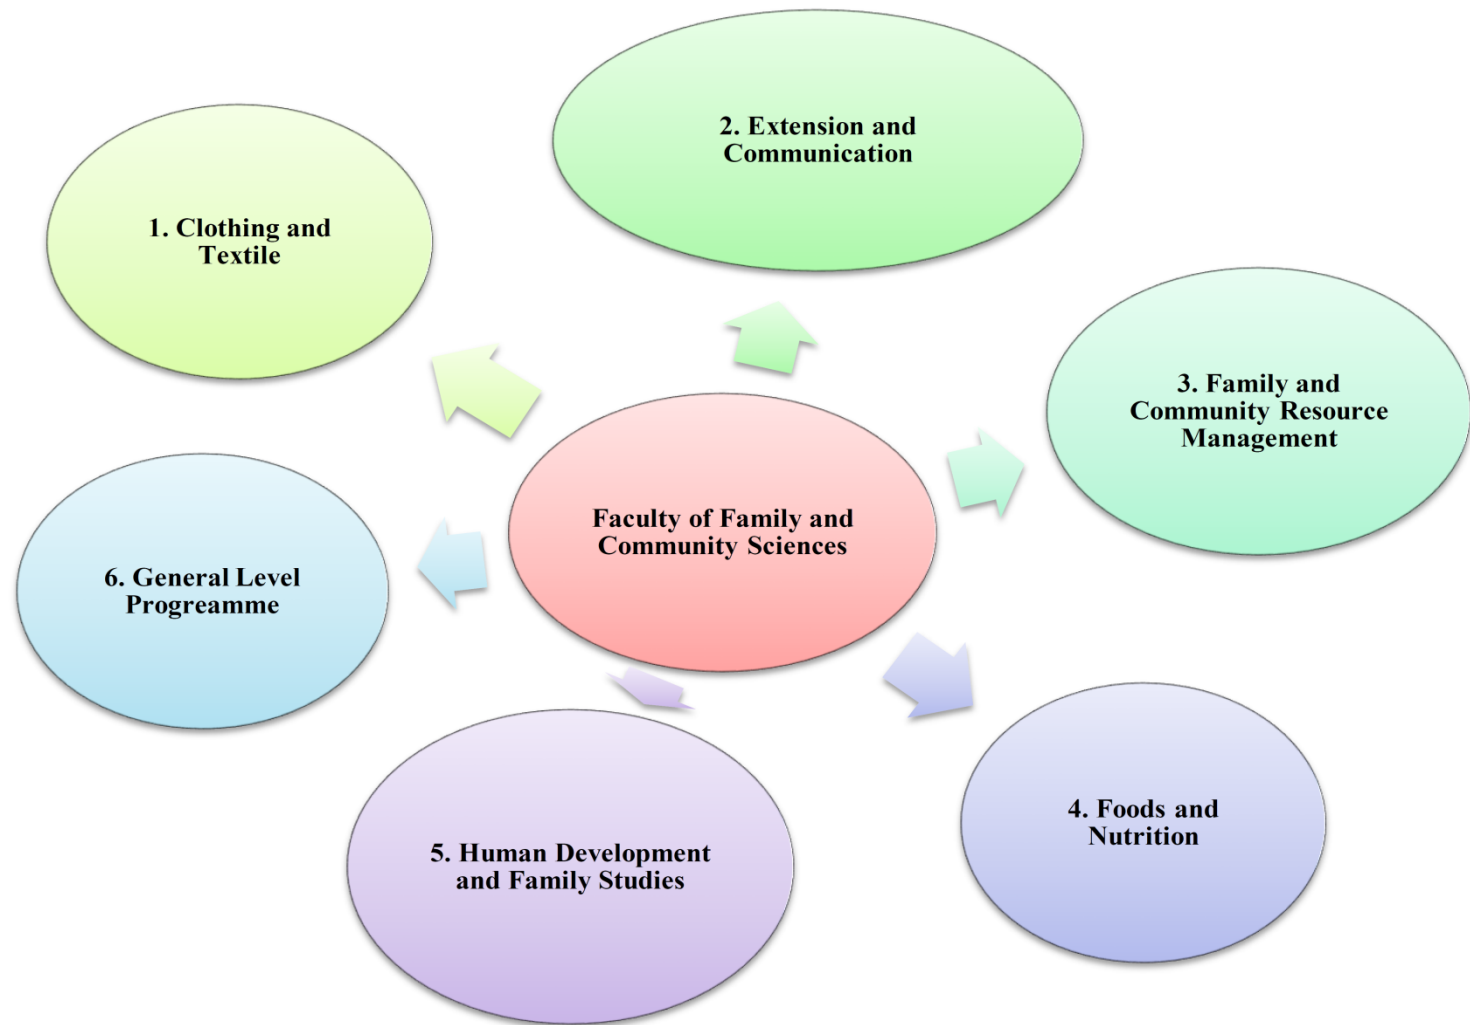 2. Extension and
Communication
1. Clothing and
Textile
3. Family and
Community Resource
Management
Faculty of Family and
Community Sciences
6. General Level
Progreamme
4. Foods and
Nutrition
5. Human Development
and Family Studies